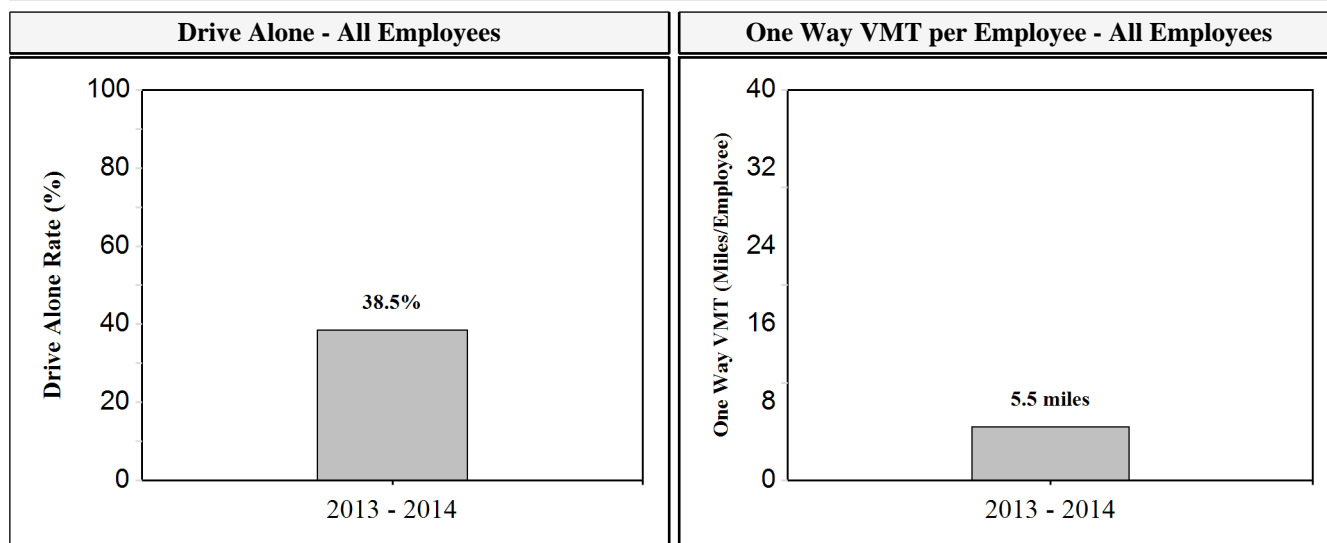 Drive Alone - All Employees
Drive Alone Rate (%)
100
80
60
40
20
0
38.5%
2013 - 2014
One Way VMT per Employee - All Employees
One Way VMT (Miles/Employee)
40
32
24
16
8
0
5.5 miles
2013 - 2014